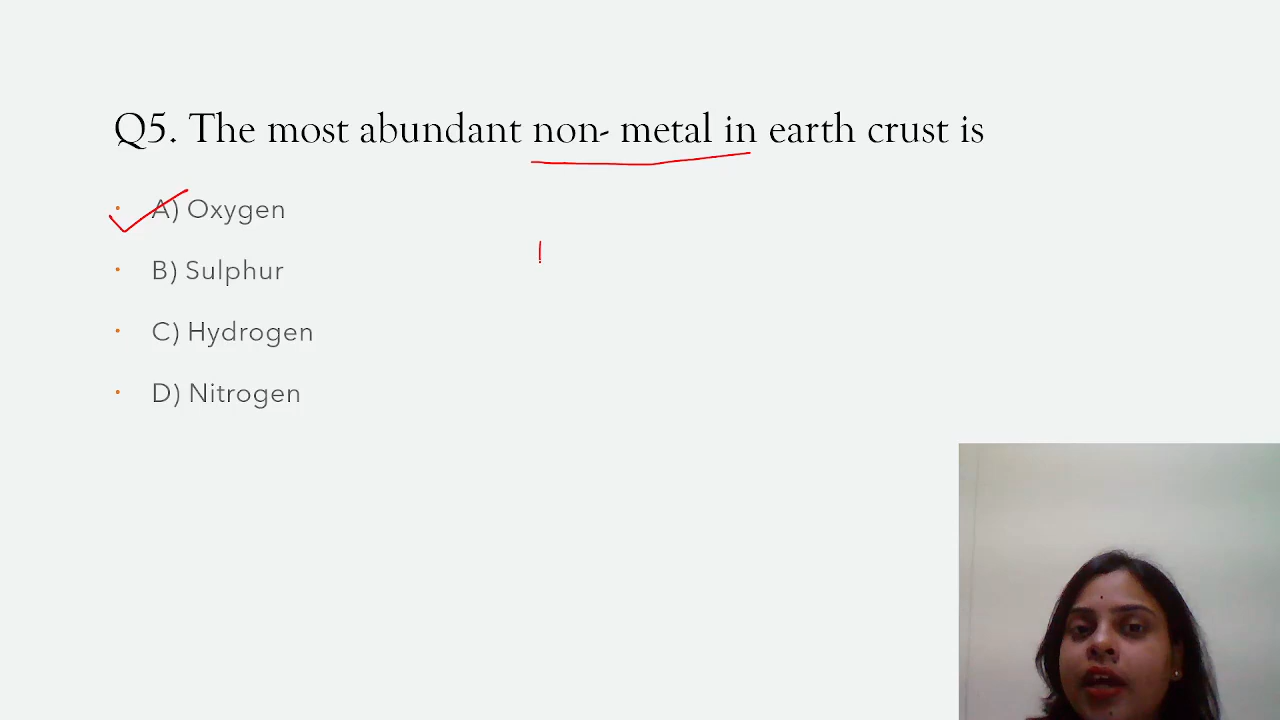 Q5. The most abundant non- metal in earth crust is
• A) Oxygen
• B) Sulphur
• C) Hydrogen
• D) Nitrogen